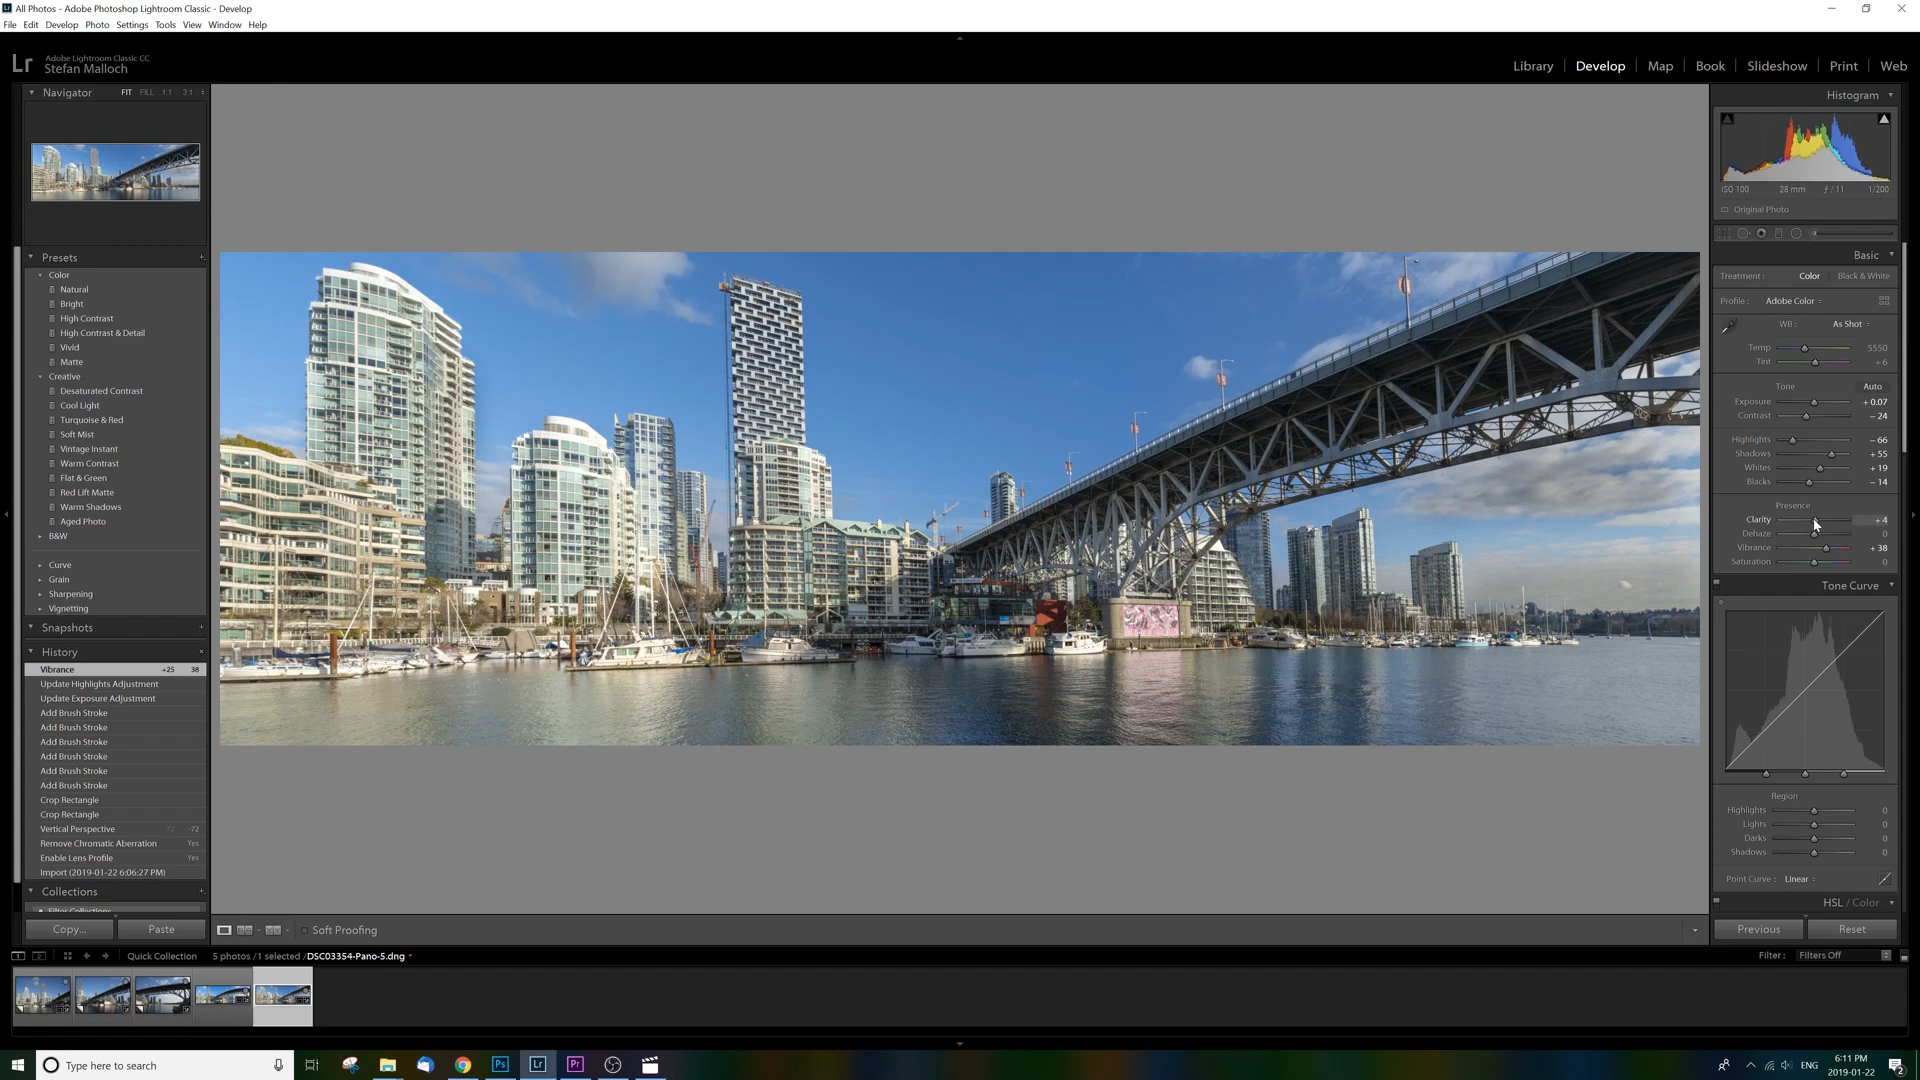 All Photos - Adobe Photoshop Lightroom Classic - Develop
File Edit Develop Photo Settings Tools View Window Help
Lr Adobe Lightroom Classic CC
Stefan Malloch
Library Develop Map Book Slideshow Print Web
Navigator FIT FILL 1:1 3:1
Presets +
Color
Natural
Bright
High Contrast
High Contrast & Detail
Vivid
Matte
Creative
Desaturated Contrast
Cool Light
Turquoise & Red
Soft Mist
Vintage Instant
Warm Contrast
Flat & Green
Red Lift Matte
Warm Shadows
Aged Photo
B&W
Curve
Grain
Sharpening
Vignetting
Snapshots +
History ×
Vibrance +25 38
Update Highlights Adjustment
Update Exposure Adjustment
Add Brush Stroke
Add Brush Stroke
Add Brush Stroke
Add Brush Stroke
Add Brush Stroke
Add Brush Stroke
Crop Rectangle
Crop Rectangle
Vertical Perspective -72 -72
Remove Chromatic Aberration Yes
Enable Lens Profile Yes
Import (2019-01-22 6:06:27 PM)
Collections +
Copy... Paste
Soft Proofing
Histogram
ISO 100 28 mm ƒ / 11 1/200
Original Photo
Basic
Treatment : Color Black & White
Profile : Adobe Color
WB : As Shot
Temp 5550
Tint + 6
Tone Auto
Exposure + 0.07
Contrast − 24
Highlights − 66
Shadows + 55
Whites + 19
Blacks − 14
Presence
Clarity + 4
Dehaze 0
Vibrance + 38
Saturation 0
Tone Curve
Region
Highlights 0
Lights 0
Darks 0
Shadows 0
Point Curve : Linear
HSL / Color
Previous Reset
1 2 Quick Collection 5 photos /1 selected /DSC03354-Pano-5.dng
Filter : Filters Off
Type here to search
Ps Lr Pr
ENG
6:11 PM
2019-01-22
2